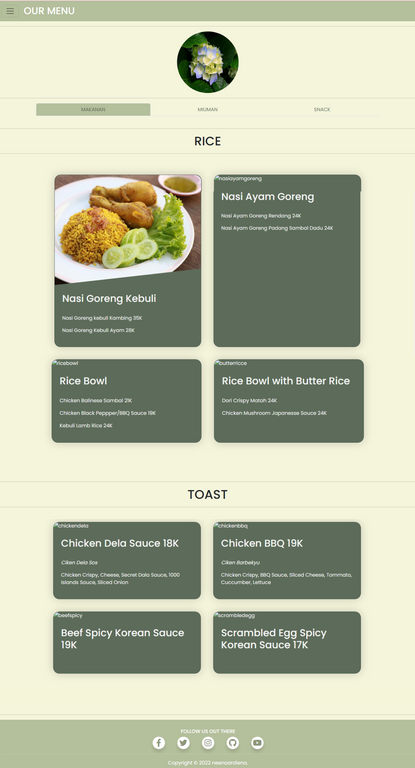 OUR MENU
MAKANAN
MIUMAN
SNACK
RICE
Nasi Goreng Kebuli
Nasi Goreng kebuli Kambing 35K
Nasi Goreng Kebuli Ayam 28K
nasiayamgoreng
Nasi Ayam Goreng
Nasi Ayam Goreng Rendang 24K
Nasi Ayam Goreng Padang Sambal Dadu 24K
ricebowl
Rice Bowl
Chicken Balinese Sambal 21K
Chicken Black Peppper/BBQ Sauce 19K
Kebuli Lamb Rice 24K
butterricce
Rice Bowl with Butter Rice
Dori Crispy Matah 24K
Chicken Mushroom Japanesse Sauce 24K
TOAST
chickendela
Chicken Dela Sauce 18K
Ciken Dela Sos
Chicken Crispy, Cheese, Secret Dala Sauce, 1000
Islands Sauce, Sliced Onion
chickenbbq
Chicken BBQ 19K
Ciken Barbekyu
Chicken Crispy, BBQ Sauce, Sliced Cheese, Tommato,
Cuccumber, Lettuce
beefspicy
Beef Spicy Korean Sauce
19K
scrambledegg
Scrambled Egg Spicy
Korean Sauce 17K
FOLLOW US OUT THERE
Copyright © 2022 neenoardiena.